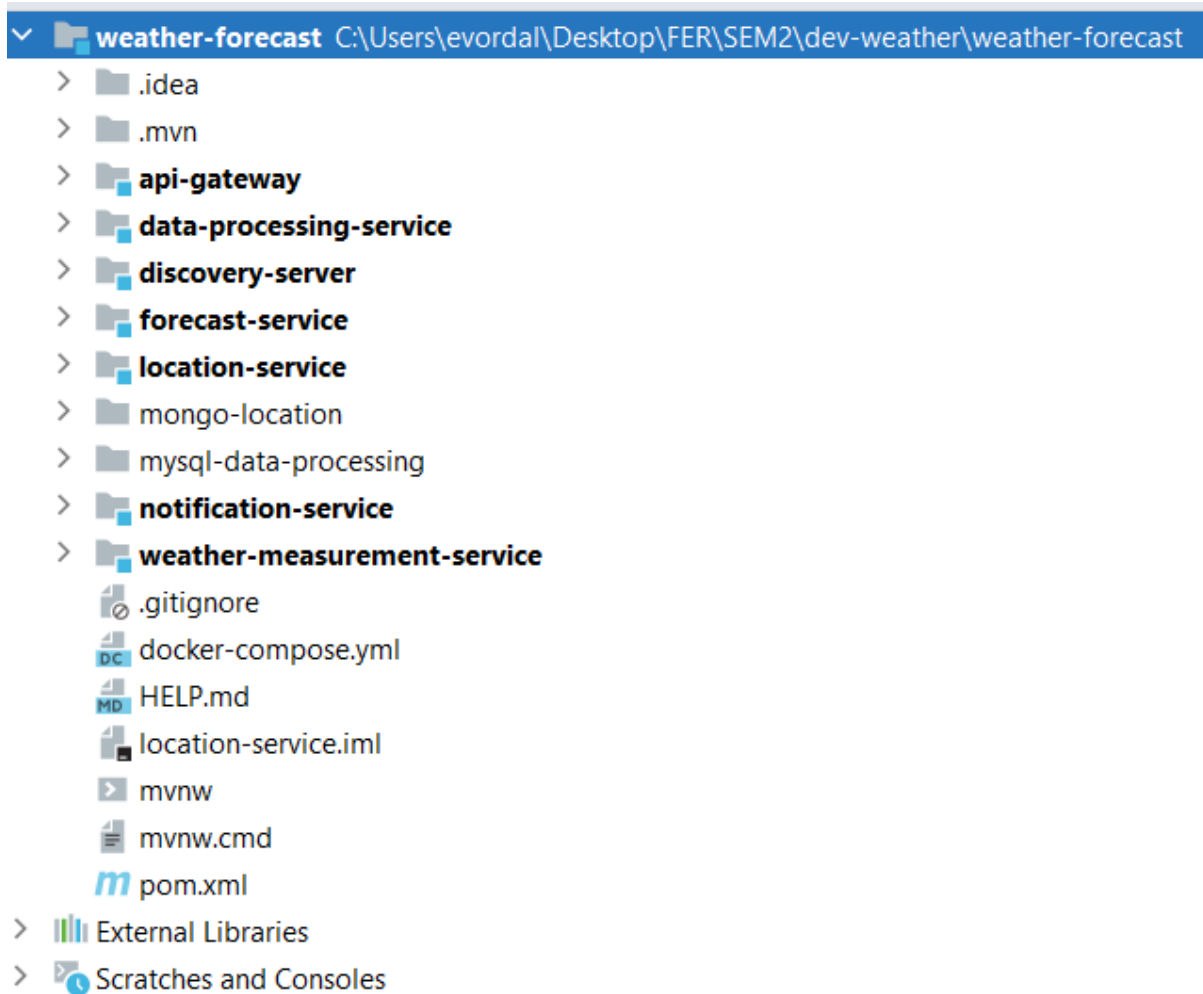 weather-forecast C:\Users\evordal\Desktop\FER\SEM2\dev-weather\weather-forecast
.idea
.mvn
api-gateway
data-processing-service
discovery-server
forecast-service
location-service
mongo-location
mysql-data-processing
notification-service
weather-measurement-service
.gitignore
DC docker-compose.yml
MD HELP.md
location-service.iml
mvnw
mvnw.cmd
m pom.xml
External Libraries
Scratches and Consoles